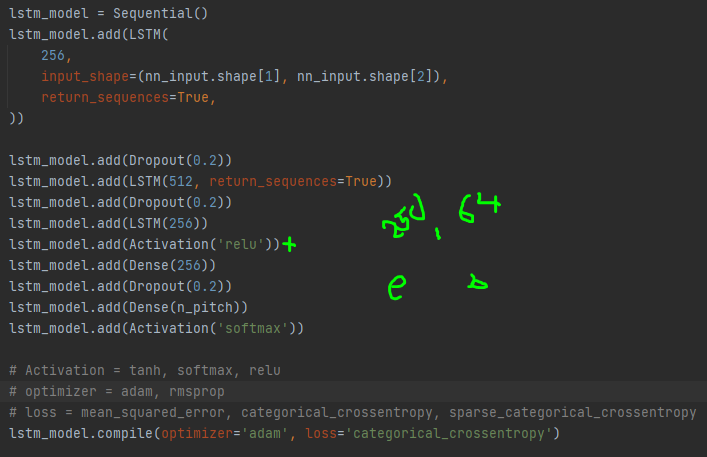 lstm_model = Sequential()
lstm_model.add(LSTM(
    256,
    input_shape=(nn_input.shape[1], nn_input.shape[2]),
    return_sequences=True,
))

lstm_model.add(Dropout(0.2))
lstm_model.add(LSTM(512, return_sequences=True))
lstm_model.add(Dropout(0.2))
lstm_model.add(LSTM(256))
lstm_model.add(Activation('relu'))+
lstm_model.add(Dense(256))
lstm_model.add(Dropout(0.2))
lstm_model.add(Dense(n_pitch))
lstm_model.add(Activation('softmax'))

# Activation = tanh, softmax, relu
# optimizer = adam, rmsprop
# loss = mean_squared_error, categorical_crossentropy, sparse_categorical_crossentropy
lstm_model.compile(optimizer='adam', loss='categorical_crossentropy')